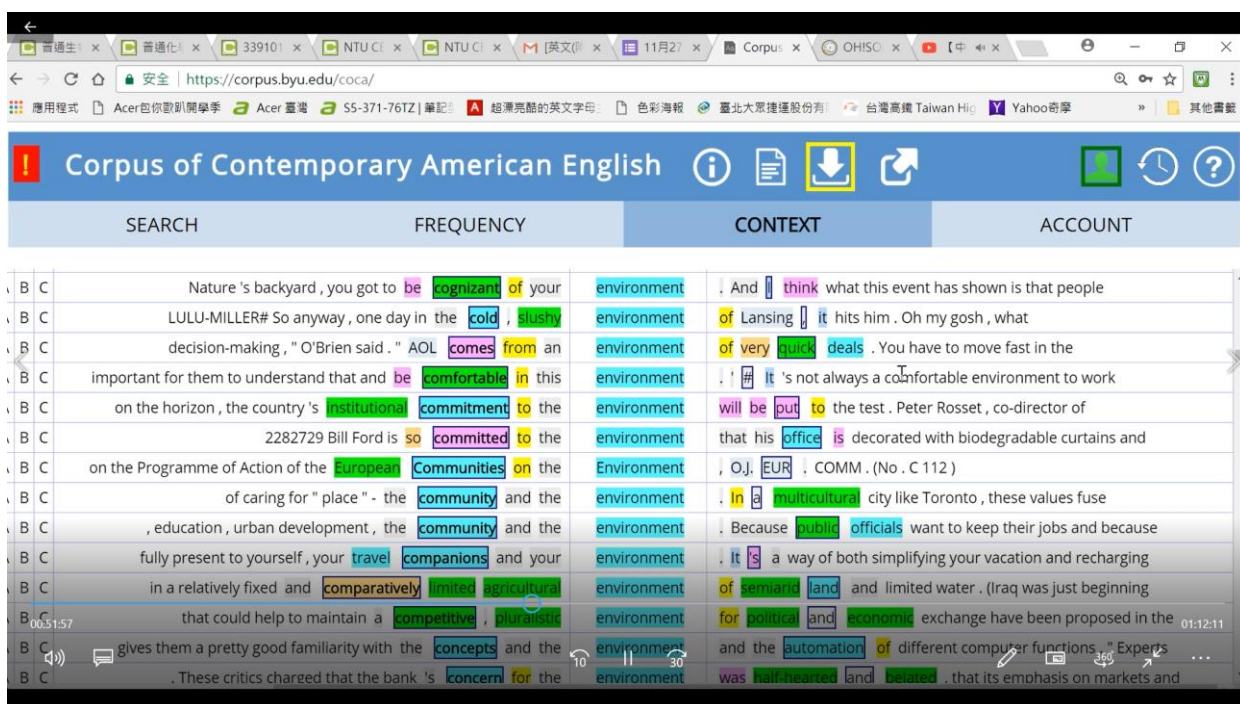 普通生 普通化 339101 NTU NTU [英文 11月27 Corpus OH!SO 【中
安全 https://corpus.byu.edu/coca/
應用程式 Acer包你歐趴開學季 Acer 臺灣 S5-371-76TZ|筆記 超漂亮酷的英文字母 色彩海報 臺北大眾捷運股份有 台灣高鐵 Taiwan Hig Yahoo奇摩 » 其他書籤
! Corpus of Contemporary American English
SEARCH FREQUENCY CONTEXT ACCOUNT
B C Nature 's backyard , you got to be cognizant of your environment . And I think what this event has shown is that people
B C LULU-MILLER# So anyway , one day in the cold , slushy environment of Lansing , it hits him . Oh my gosh , what
B C decision-making , " O'Brien said . " AOL comes from an environment of very quick deals . You have to move fast in the
B C important for them to understand that and be comfortable in this environment . ' # It 's not always a comfortable environment to work
B C on the horizon , the country 's institutional commitment to the environment will be put to the test . Peter Rosset , co-director of
B C 2282729 Bill Ford is so committed to the environment that his office is decorated with biodegradable curtains and
B C on the Programme of Action of the European Communities on the Environment , O.J. EUR . COMM . (No . C 112 )
B C of caring for " place " - the community and the environment . In a multicultural city like Toronto , these values fuse
B C , education , urban development , the community and the environment . Because public officials want to keep their jobs and because
B C fully present to yourself , your travel companions and your environment . It 's a way of both simplifying your vacation and recharging
B C in a relatively fixed and comparatively limited agricultural environment of semiarid land and limited water . (Iraq was just beginning
B that could help to maintain a competitive , pluralistic environment for political and economic exchange have been proposed in the
00:51:57 01:12:11
B C gives them a pretty good familiarity with the concepts and the environment and the automation of different computer functions . " Experts
10 30 360
B C . These critics charged that the bank 's concern for the environment was half-hearted and belated . that its emphasis on markets and